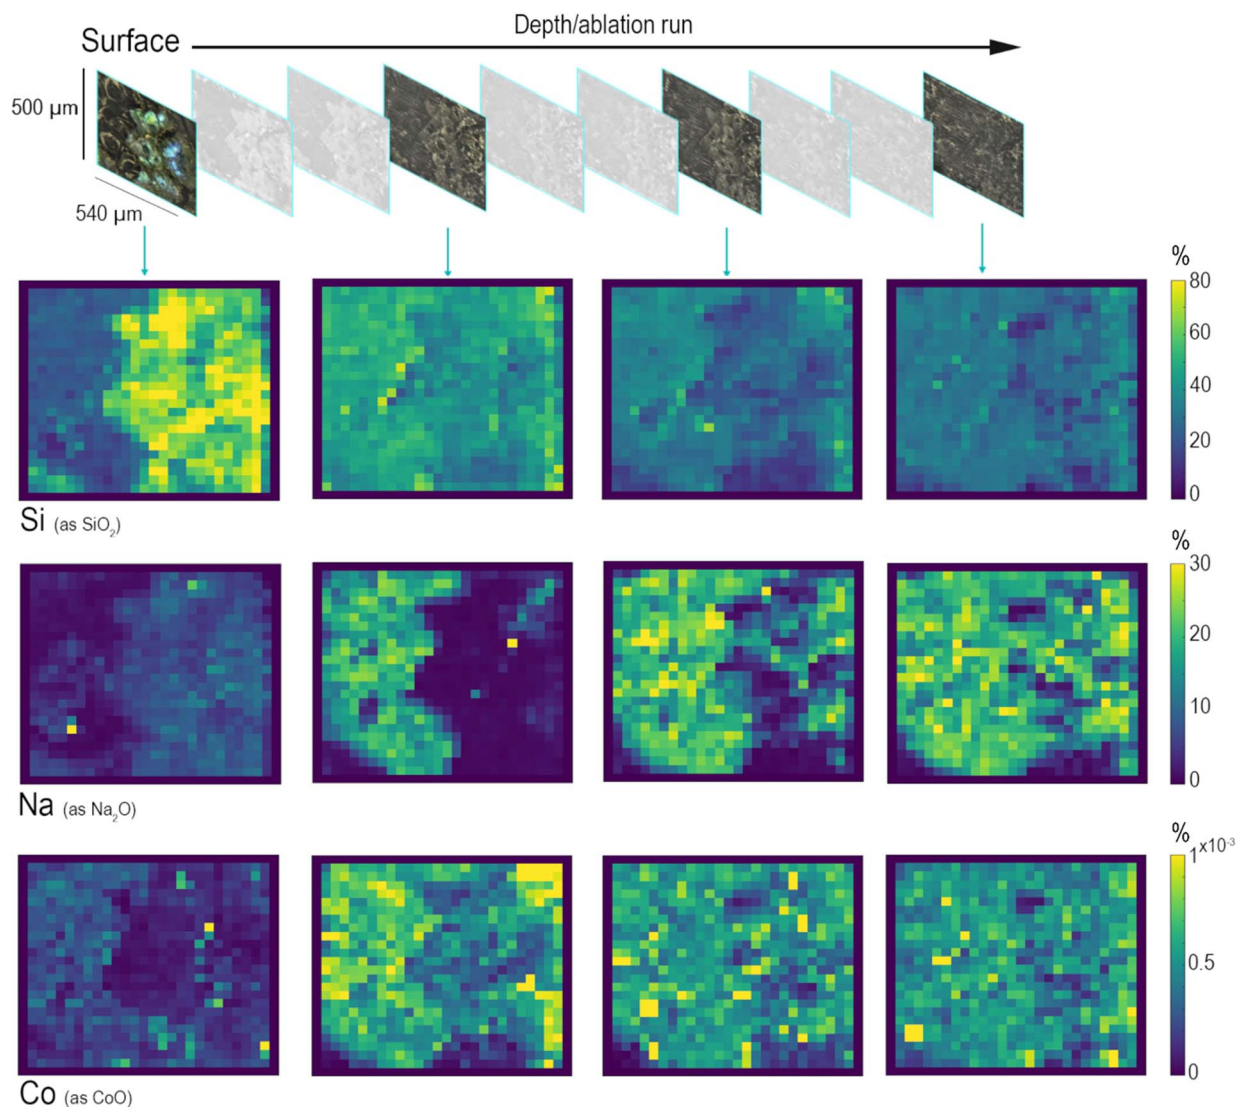 Depth/ablation run
Surface
500 µm
540 µm
%
80
60
40
20
0
Si (as SiO₂)
%
30
20
10
0
Na (as Na₂O)
%
1×10⁻³
0.5
0
Co (as CoO)